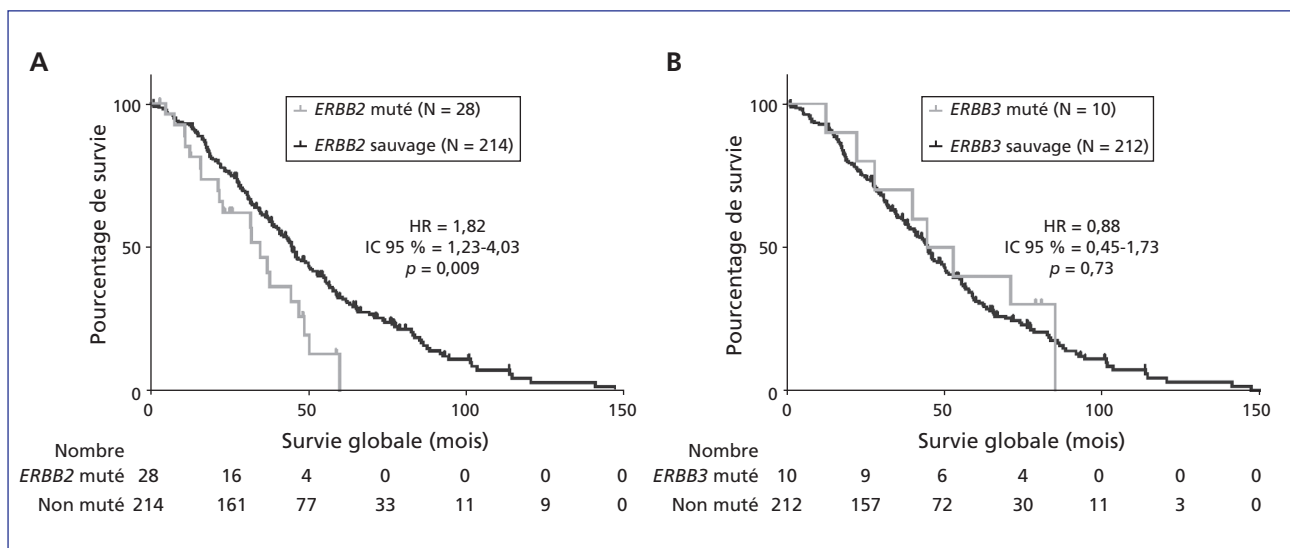 A
Pourcentage de survie
100
50
0
ERBB2 muté (N = 28)
ERBB2 sauvage (N = 214)
HR = 1,82
IC 95 % = 1,23-4,03
p = 0,009
0 50 100 150
Survie globale (mois)
Nombre
ERBB2 muté 28 16 4 0 0 0 0
Non muté 214 161 77 33 11 9 0
B
Pourcentage de survie
100
50
0
ERBB3 muté (N = 10)
ERBB3 sauvage (N = 212)
HR = 0,88
IC 95 % = 0,45-1,73
p = 0,73
0 50 100 150
Survie globale (mois)
Nombre
ERBB3 muté 10 9 6 4 0 0 0
Non muté 212 157 72 30 11 3 0